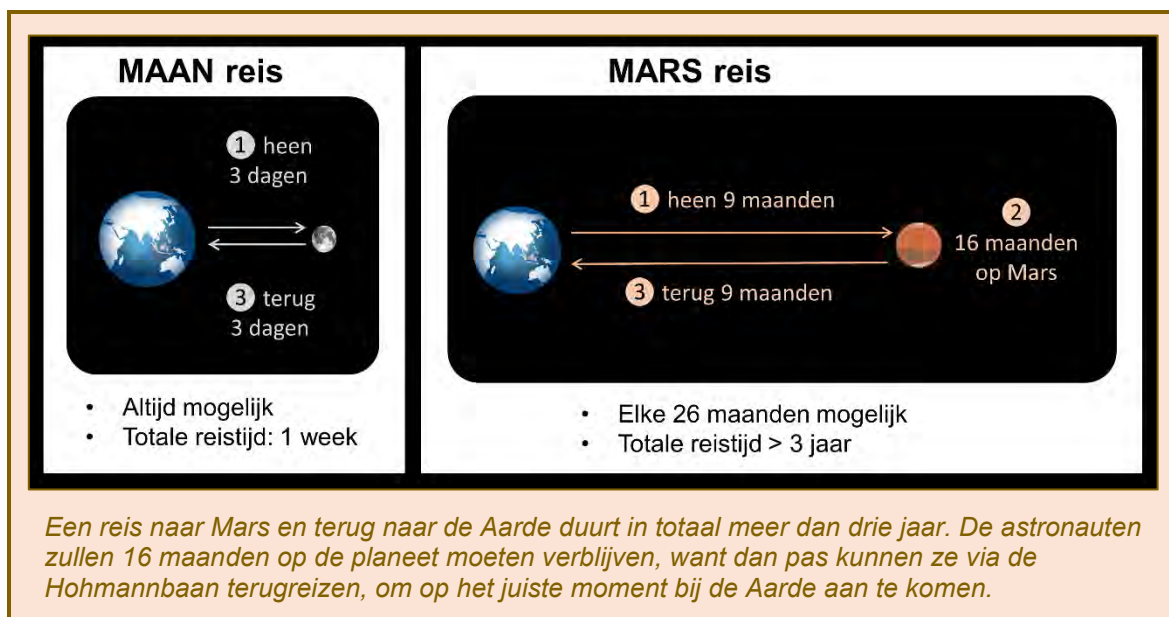 MAAN reis
1 heen
3 dagen
3 terug
3 dagen
• Altijd mogelijk
• Totale reistijd: 1 week
MARS reis
1 heen 9 maanden
2
16 maanden
op Mars
3 terug 9 maanden
• Elke 26 maanden mogelijk
• Totale reistijd > 3 jaar
Een reis naar Mars en terug naar de Aarde duurt in totaal meer dan drie jaar. De astronauten
zullen 16 maanden op de planeet moeten verblijven, want dan pas kunnen ze via de
Hohmannbaan terugreizen, om op het juiste moment bij de Aarde aan te komen.